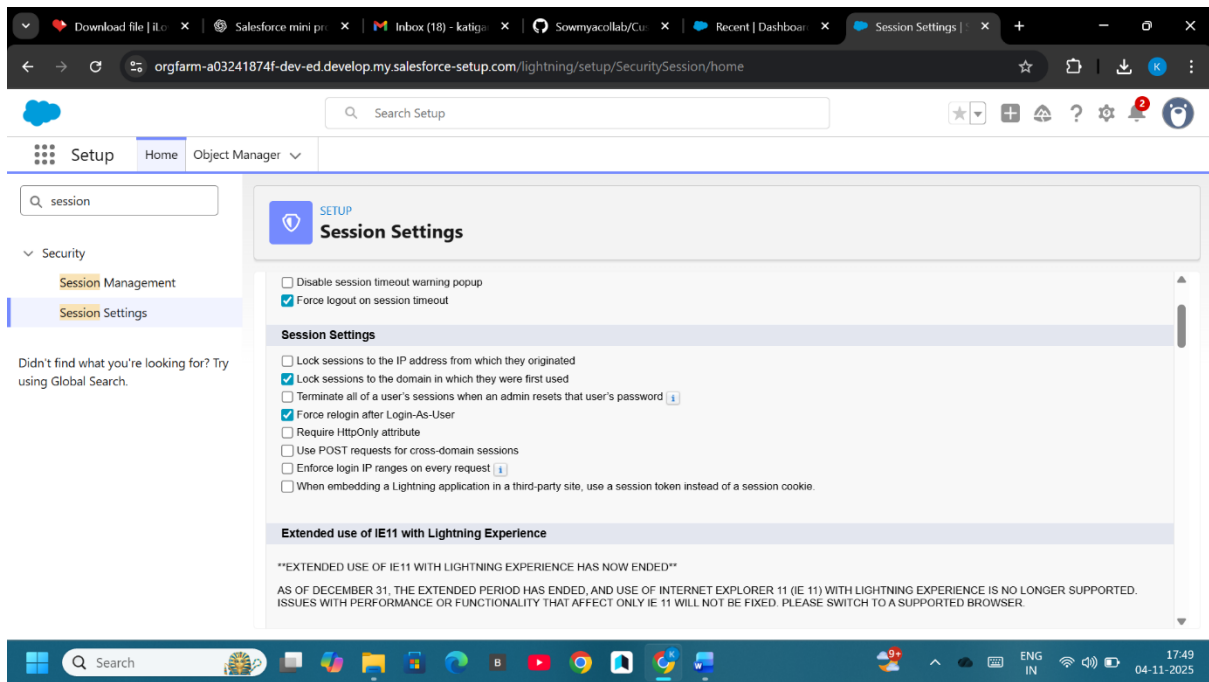 Download file | iLo
Salesforce mini pr
Inbox (18) - katiga
Sowmyacollab/Cu
Recent | Dashboar
Session Settings | S
orgfarm-a03241874f-dev-ed.develop.my.salesforce-setup.com/lightning/setup/SecuritySession/home
K
Search Setup
2
Setup
Home
Object Manager
session
SETUP
Session Settings
Security
Session Management
Session Settings
Didn't find what you're looking for? Try
using Global Search.
Disable session timeout warning popup
Force logout on session timeout
Session Settings
Lock sessions to the IP address from which they originated
Lock sessions to the domain in which they were first used
Terminate all of a user's sessions when an admin resets that user's password i
Force relogin after Login-As-User
Require HttpOnly attribute
Use POST requests for cross-domain sessions
Enforce login IP ranges on every request i
When embedding a Lightning application in a third-party site, use a session token instead of a session cookie.
Extended use of IE11 with Lightning Experience
**EXTENDED USE OF IE11 WITH LIGHTNING EXPERIENCE HAS NOW ENDED**
AS OF DECEMBER 31, THE EXTENDED PERIOD HAS ENDED, AND USE OF INTERNET EXPLORER 11 (IE 11) WITH LIGHTNING EXPERIENCE IS NO LONGER SUPPORTED.
ISSUES WITH PERFORMANCE OR FUNCTIONALITY THAT AFFECT ONLY IE 11 WILL NOT BE FIXED. PLEASE SWITCH TO A SUPPORTED BROWSER.
Search
B
9+
ENG
IN
17:49
04-11-2025